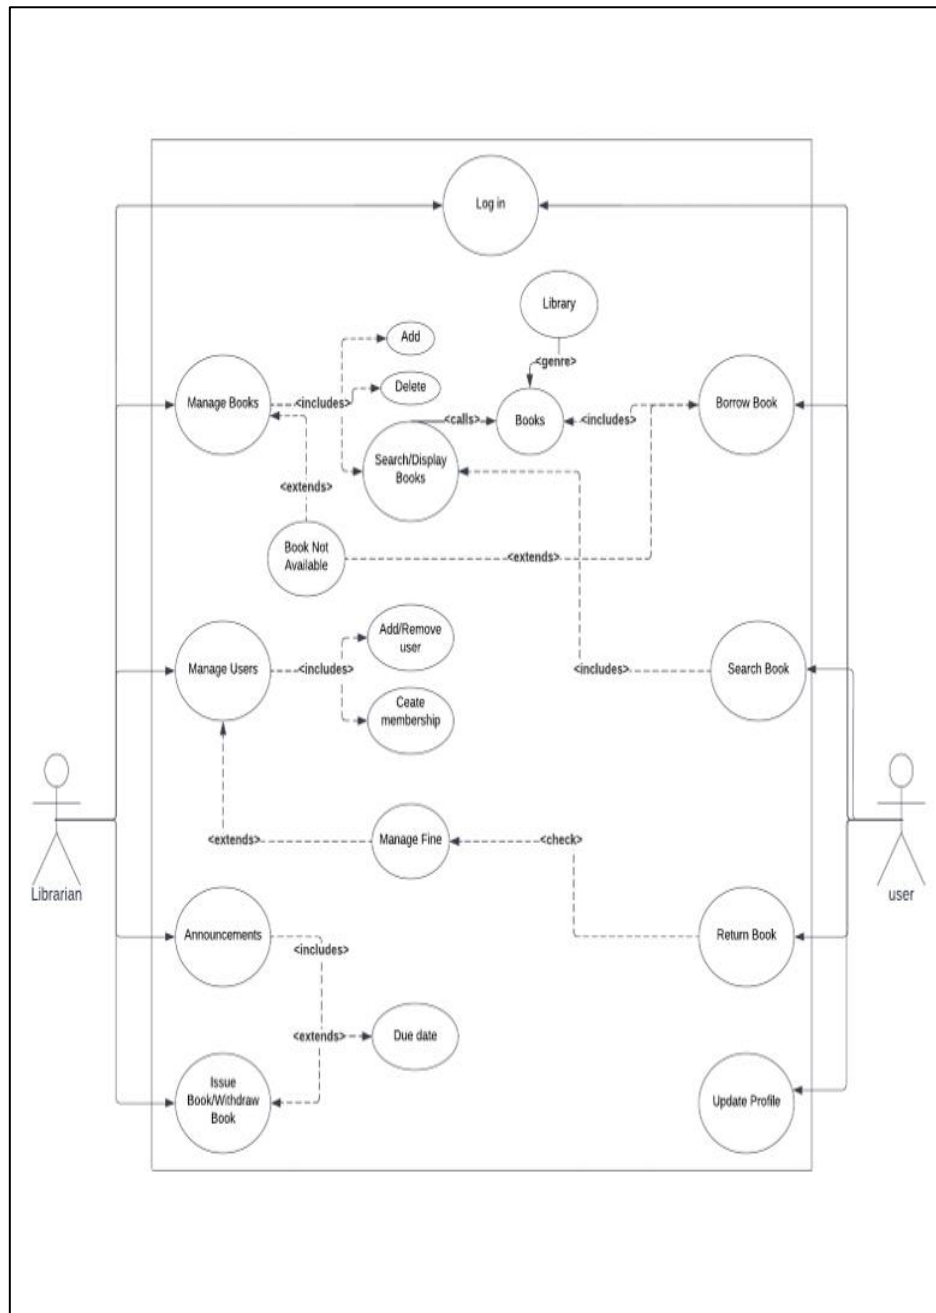 Log in
Library
Add
<genre>
Manage Books
<includes>
Delete
Borrow Book
<calls>
Books
<includes>
Search/Display
Books
<extends>
Book Not
Available
<extends>
Add/Remove
user
Manage Users
<includes>
<includes>
Search Book
Ceate
membership
<extends>
Manage Fine
<check>
Librarian
user
Announcements
<includes>
Return Book
<extends>
Due date
Issue
Book/Withdraw
Book
Update Profile